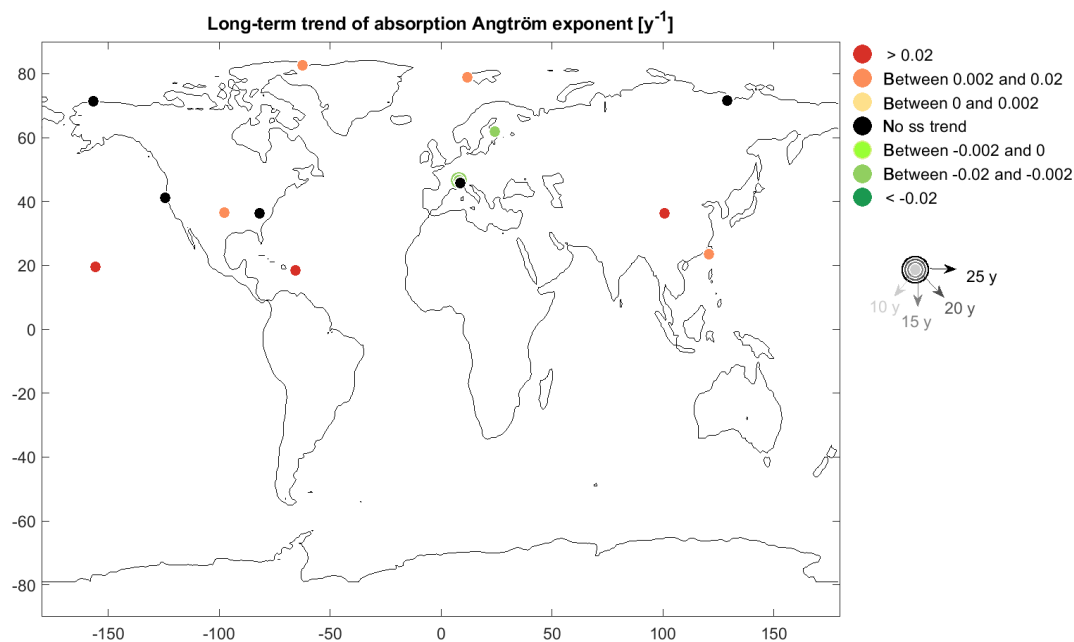 Long-term trend of absorption Angtröm exponent [y-1]
> 0.02
Between 0.002 and 0.02
Between 0 and 0.002
No ss trend
Between -0.002 and 0
Between -0.02 and -0.002
< -0.02
25 y
10 y
20 y
15 y
80
60
40
20
0
-20
-40
-60
-80
-150 -100 -50 0 50 100 150